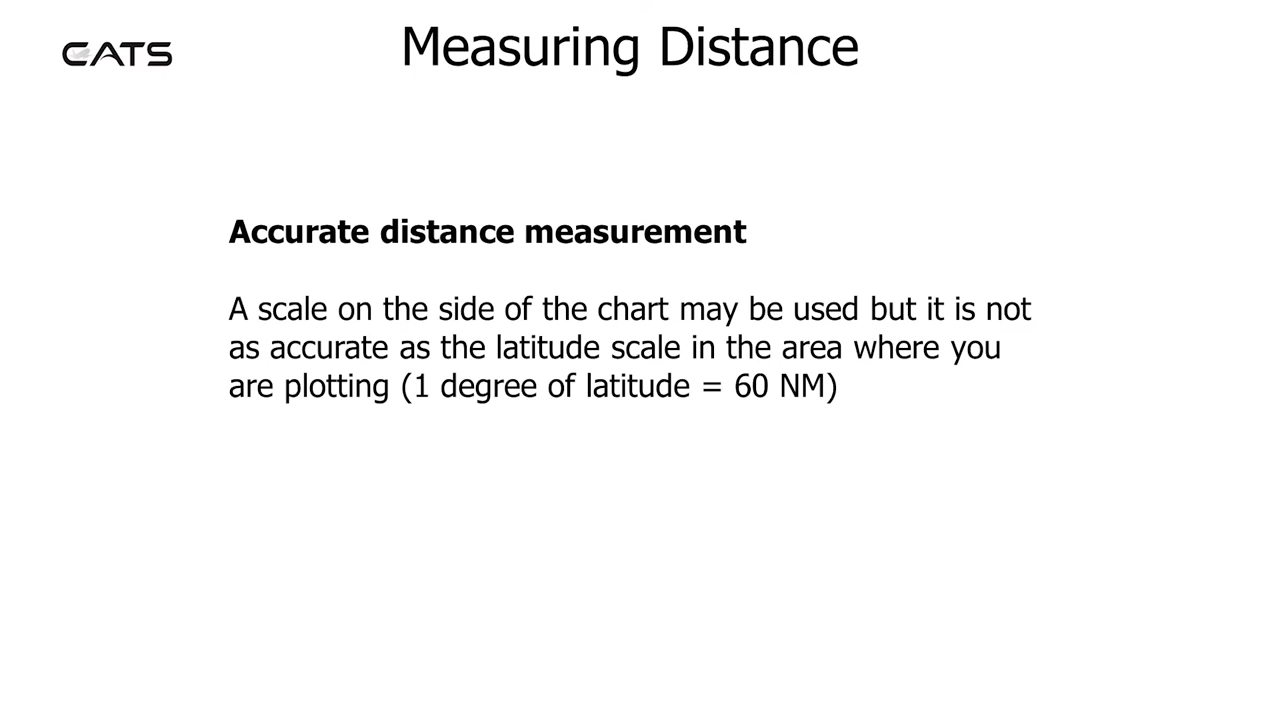 CATS
Measuring Distance
Accurate distance measurement
A scale on the side of the chart may be used but it is not
as accurate as the latitude scale in the area where you
are plotting (1 degree of latitude = 60 NM)